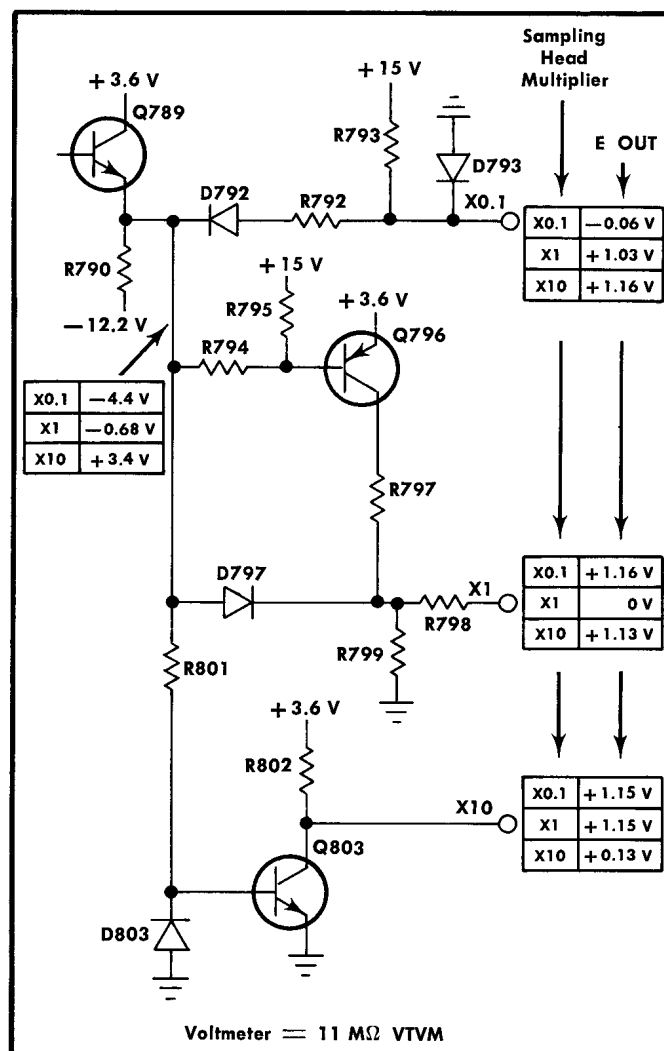 Sampling
Head
Multiplier
E OUT
+3.6 V
Q789
+15 V
R793
D793
D792
R792
X0.1
X0.1 −0.06 V
X1 +1.03 V
X10 +1.16 V
R790
−12.2 V
+15 V
R795
+3.6 V
Q796
R794
X0.1 −4.4 V
X1 −0.68 V
X10 +3.4 V
R797
D797
X1
R798
R799
X0.1 +1.16 V
X1 0 V
X10 +1.13 V
R801
+3.6 V
R802
X10
Q803
X0.1 +1.15 V
X1 +1.15 V
X10 +0.13 V
D803
Voltmeter = 11 MΩ VTVM